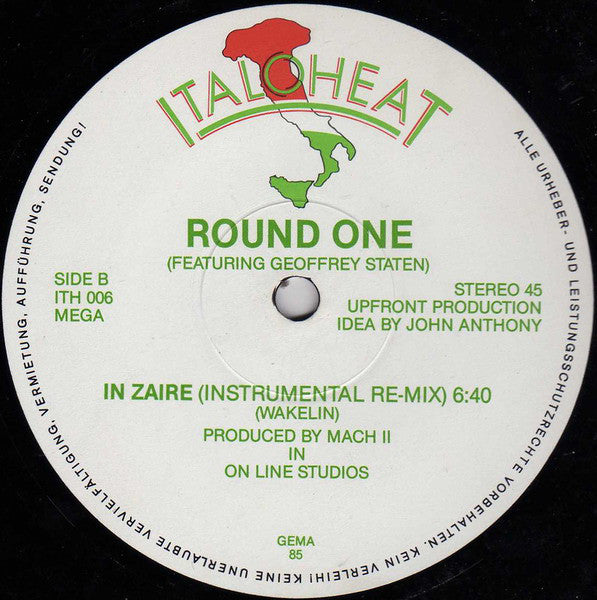 ITALOHEAT
ROUND ONE
(FEATURING GEOFFREY STATEN)
SIDE B
ITH 006
MEGA
STEREO 45
UPFRONT PRODUCTION
IDEA BY JOHN ANTHONY
IN ZAIRE (INSTRUMENTAL RE-MIX) 6:40
(WAKELIN)
PRODUCED BY MACH II
IN
ON LINE STUDIOS
GEMA
85
ALLE URHEBER- UND LEISTUNGSSCHUTZRECHTE VORBEHALTEN. KEIN VERLEIH! KEINE UNERLAUBTE VERVIELFÄLTIGUNG, VERMIETUNG, AUFFÜHRUNG, SENDUNG!